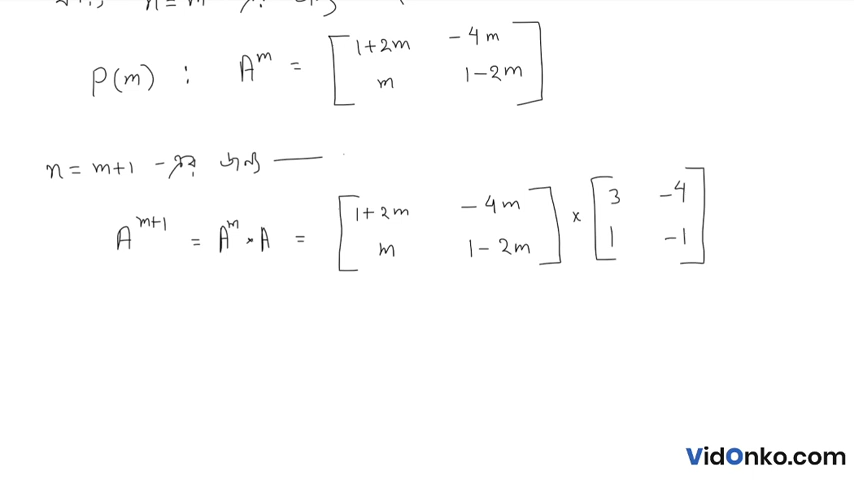 n = m
P(m) : A^m = [1+2m -4m; m 1-2m]
n = m+1 - এর জন্য ——
A^{m+1} = A^m × A = [1+2m -4m; m 1-2m] × [3 -4; 1 -1]
VidOnko.com